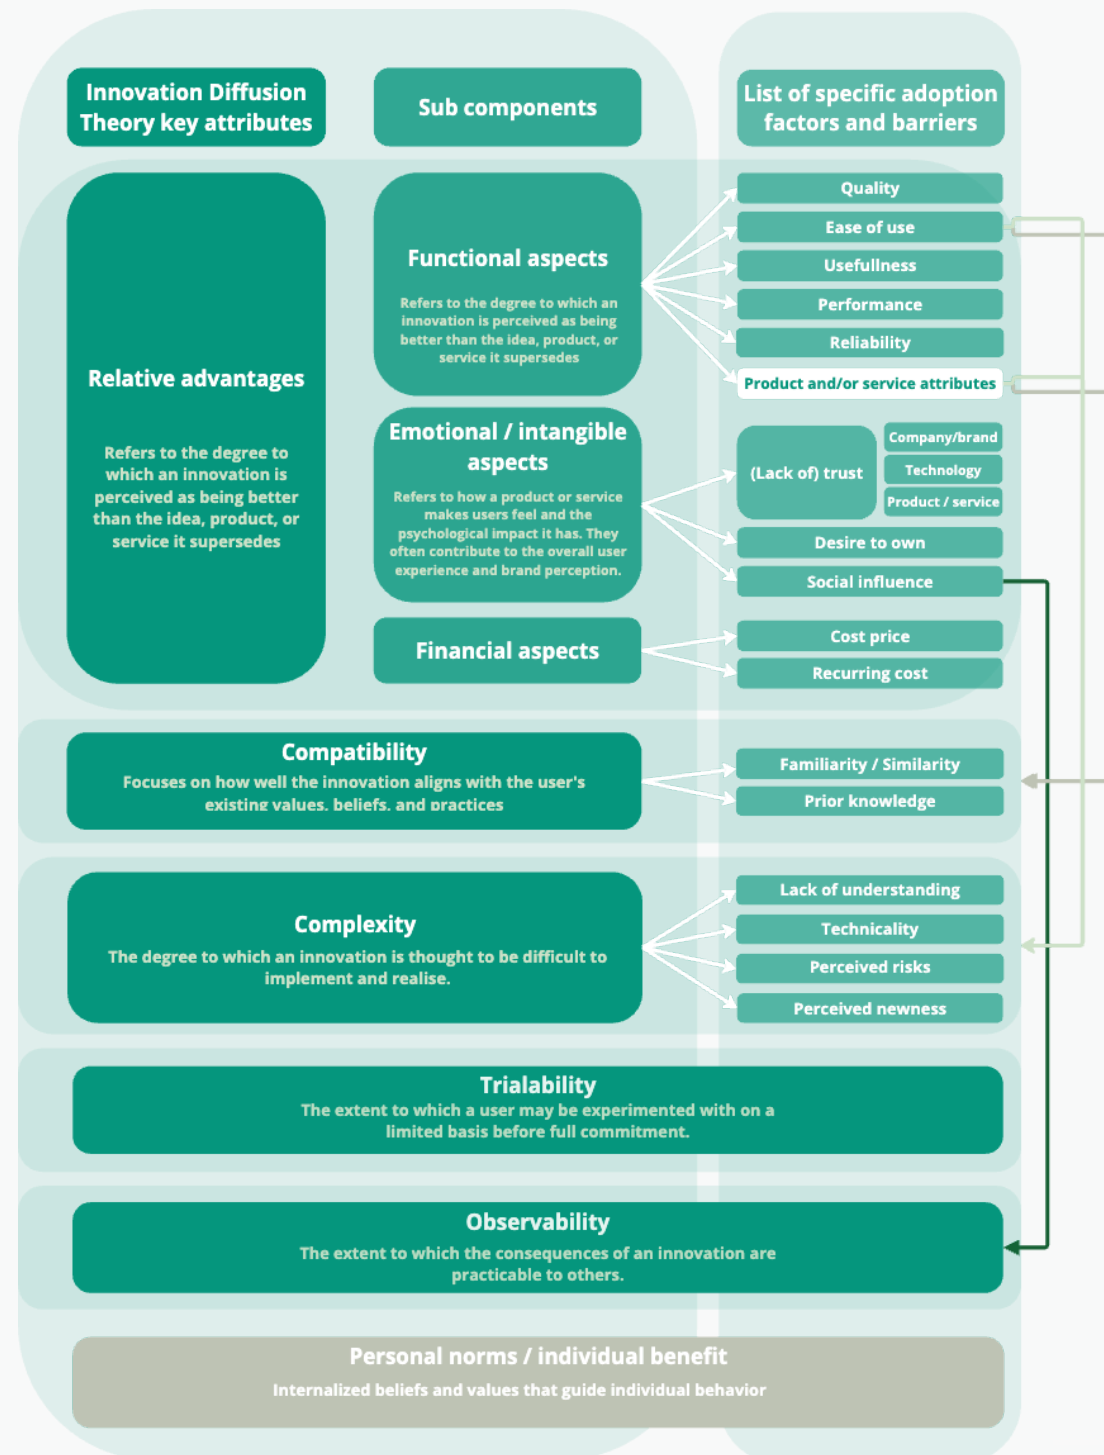 Innovation Diffusion
Theory key attributes
Sub components
List of specific adoption
factors and barriers
Relative advantages
Refers to the degree to
which an innovation is
perceived as being better
than the idea, product, or
service it supersedes
Functional aspects
Refers to the degree to which an
innovation is perceived as being
better than the idea, product, or
service it supersedes
Quality
Ease of use
Usefullness
Performance
Reliability
Product and/or service attributes
Emotional / intangible
aspects
Refers to how a product or service
makes users feel and the
psychological impact it has. They
often contribute to the overall user
experience and brand perception.
(Lack of) trust
Company/brand
Technology
Product / service
Desire to own
Social influence
Financial aspects
Cost price
Recurring cost
Compatibility
Focuses on how well the innovation aligns with the user's
existing values, beliefs, and practices
Familiarity / Similarity
Prior knowledge
Complexity
The degree to which an innovation is thought to be difficult to
implement and realise.
Lack of understanding
Technicality
Perceived risks
Perceived newness
Trialability
The extent to which a user may be experimented with on a
limited basis before full commitment.
Observability
The extent to which the consequences of an innovation are
practicable to others.
Personal norms / individual benefit
Internalized beliefs and values that guide individual behavior